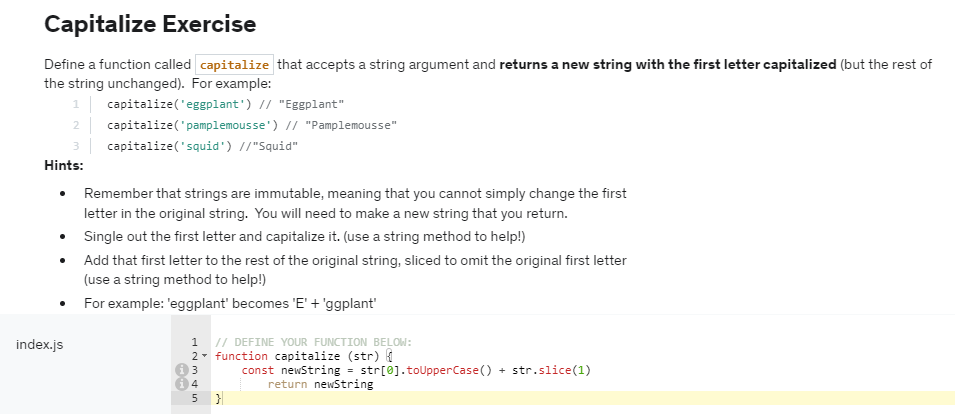 Capitalize Exercise
Define a function called capitalize that accepts a string argument and returns a new string with the first letter capitalized (but the rest of
the string unchanged). For example:
1 capitalize('eggplant') // "Eggplant"
2 capitalize('pamplemousse') // "Pamplemousse"
3 capitalize('squid') //"Squid"
Hints:
• Remember that strings are immutable, meaning that you cannot simply change the first
letter in the original string. You will need to make a new string that you return.
• Single out the first letter and capitalize it. (use a string method to help!)
• Add that first letter to the rest of the original string, sliced to omit the original first letter
(use a string method to help!)
• For example: 'eggplant' becomes 'E' + 'ggplant'
index.js
1 // DEFINE YOUR FUNCTION BELOW:
2 function capitalize (str) {
3 const newString = str[0].toUpperCase() + str.slice(1)
4 return newString
5 }